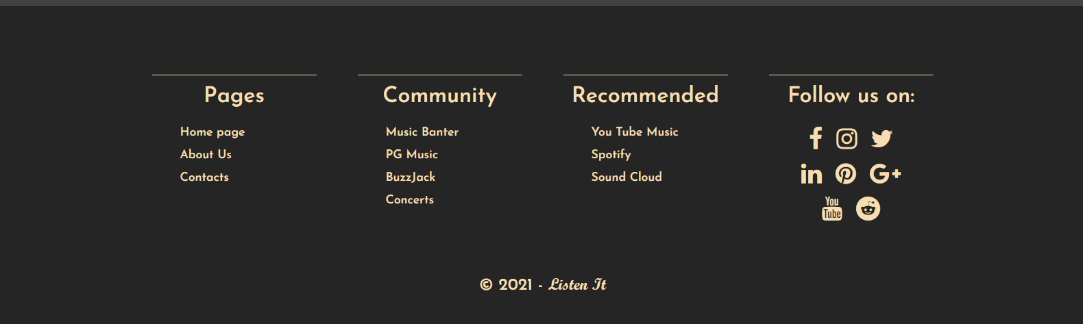 Pages
Home page
About Us
Contacts
Community
Music Banter
PG Music
BuzzJack
Concerts
Recommended
You Tube Music
Spotify
Sound Cloud
Follow us on:
f
in
G+
You
Tube
© 2021 - Listen It